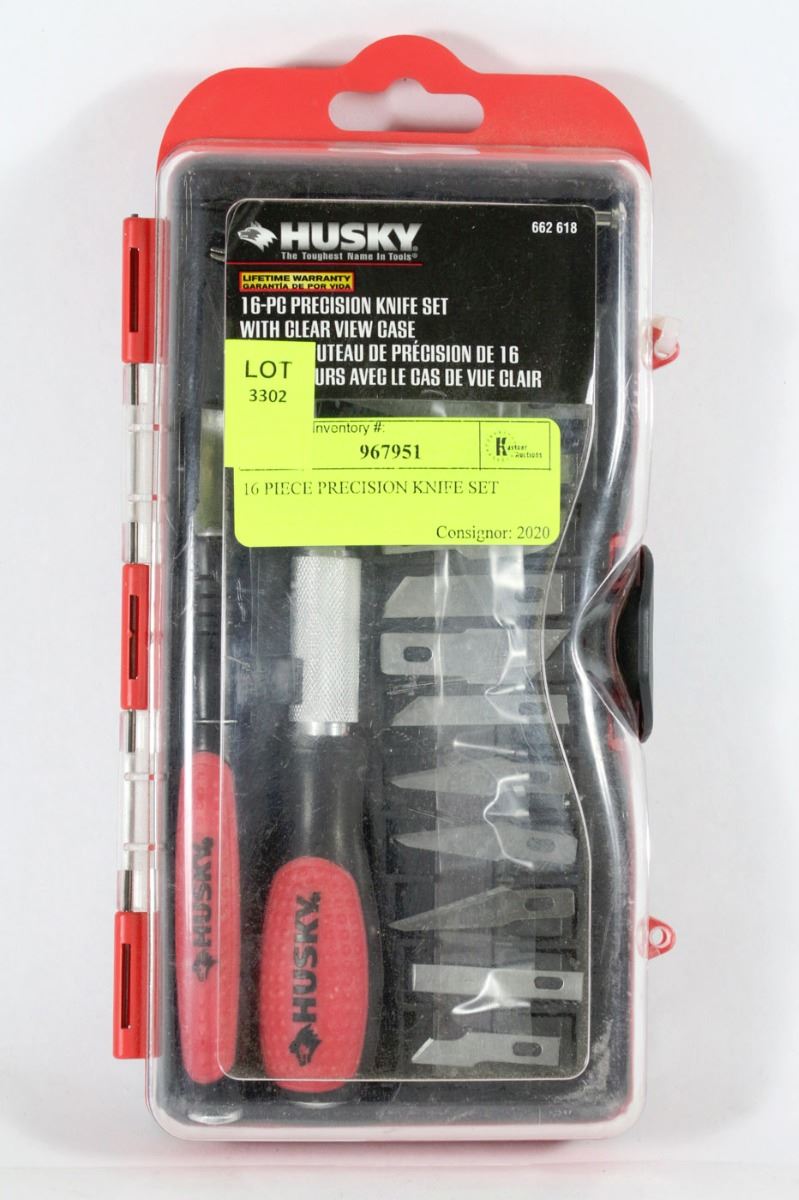 HUSKY
The Toughest Name In Tools®
662 618
LIFETIME WARRANTY
GARANTÍA DE POR VIDA
16-PC PRECISION KNIFE SET
WITH CLEAR VIEW CASE
UTEAU DE PRÉCISION DE 16
URS AVEC LE CAS DE VUE CLAIR
LOT
3302
Inventory #:
967951
Kastner
Auctions
16 PIECE PRECISION KNIFE SET
Consignor: 2020
HUSKY
HUSKY